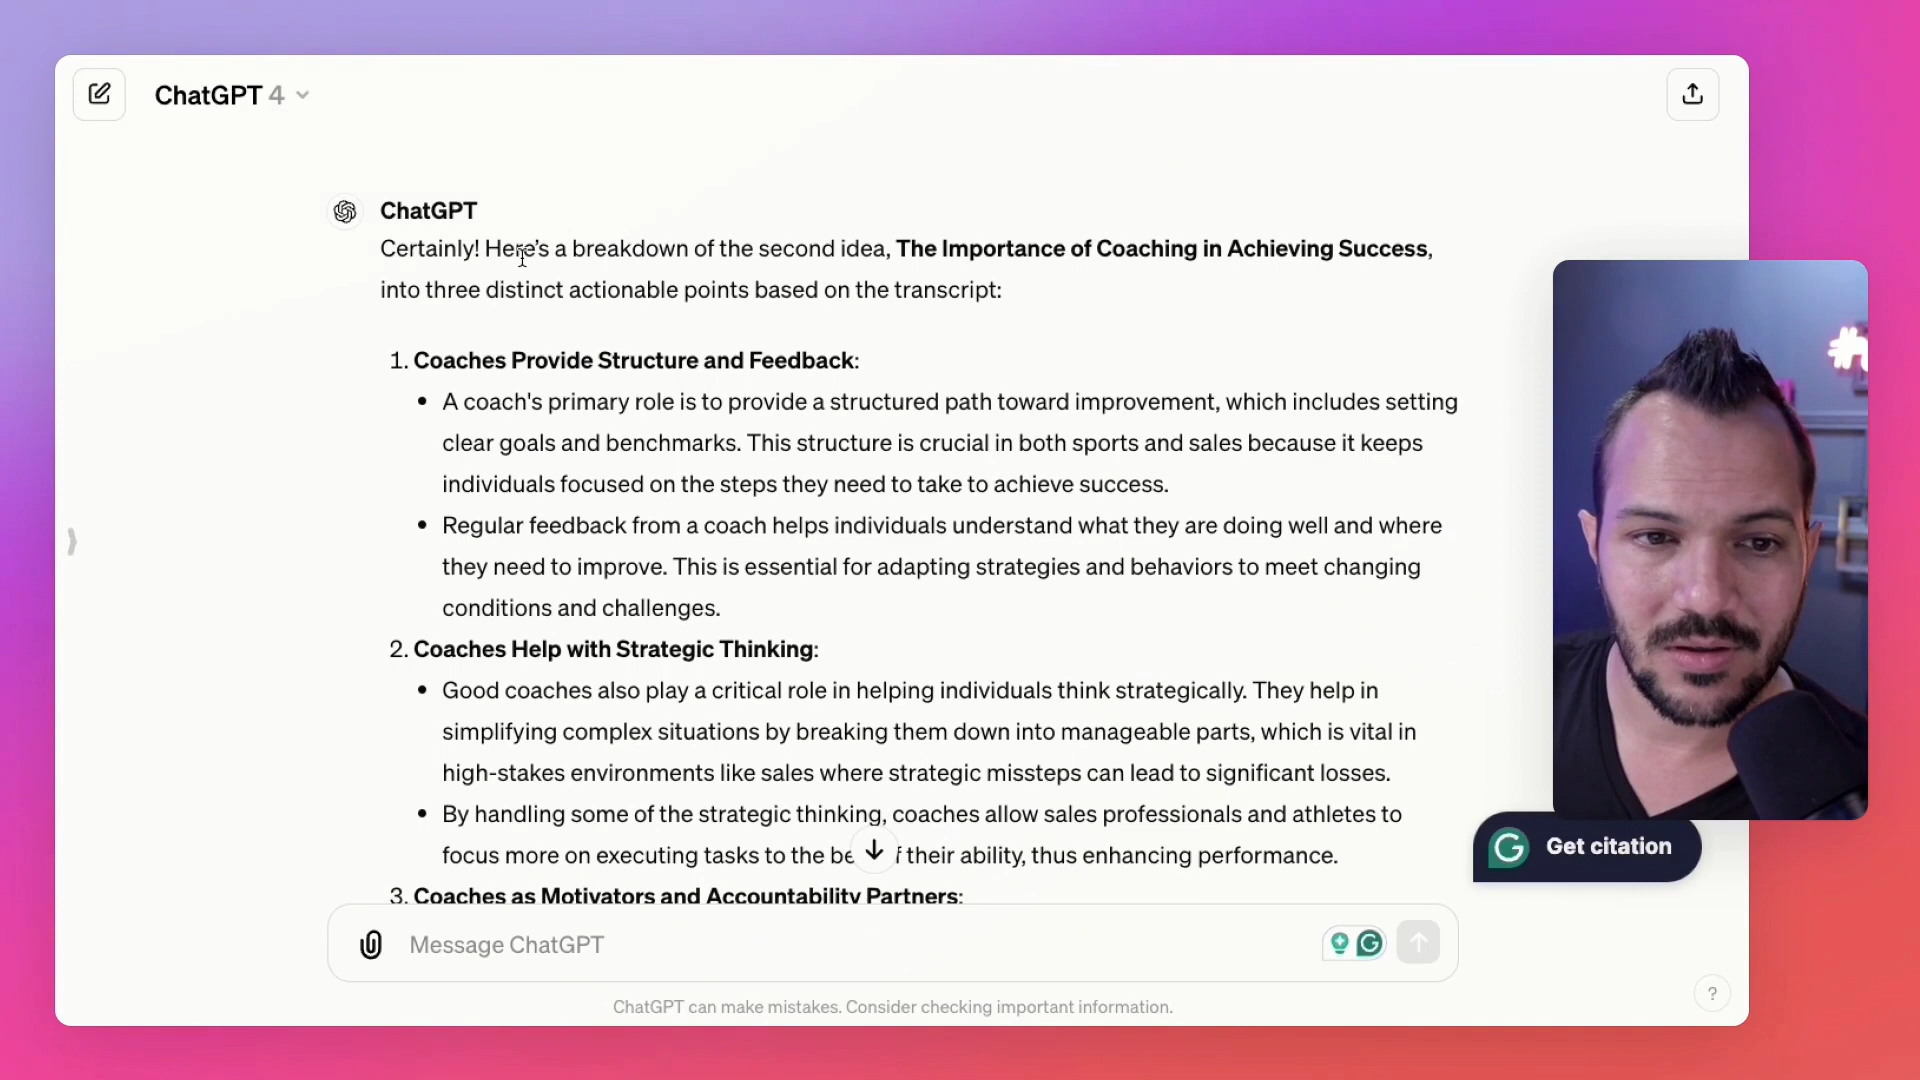 ChatGPT 4
ChatGPT
Certainly! Here's a breakdown of the second idea, The Importance of Coaching in Achieving Success,
into three distinct actionable points based on the transcript:
1. Coaches Provide Structure and Feedback:
• A coach's primary role is to provide a structured path toward improvement, which includes setting
clear goals and benchmarks. This structure is crucial in both sports and sales because it keeps
individuals focused on the steps they need to take to achieve success.
• Regular feedback from a coach helps individuals understand what they are doing well and where
they need to improve. This is essential for adapting strategies and behaviors to meet changing
conditions and challenges.
2. Coaches Help with Strategic Thinking:
• Good coaches also play a critical role in helping individuals think strategically. They help in
simplifying complex situations by breaking them down into manageable parts, which is vital in
high-stakes environments like sales where strategic missteps can lead to significant losses.
• By handling some of the strategic thinking, coaches allow sales professionals and athletes to
focus more on executing tasks to the their ability, thus enhancing performance.
Get citation
3. Coaches as Motivators and Accountability Partners:
Message ChatGPT
ChatGPT can make mistakes. Consider checking important information.
?